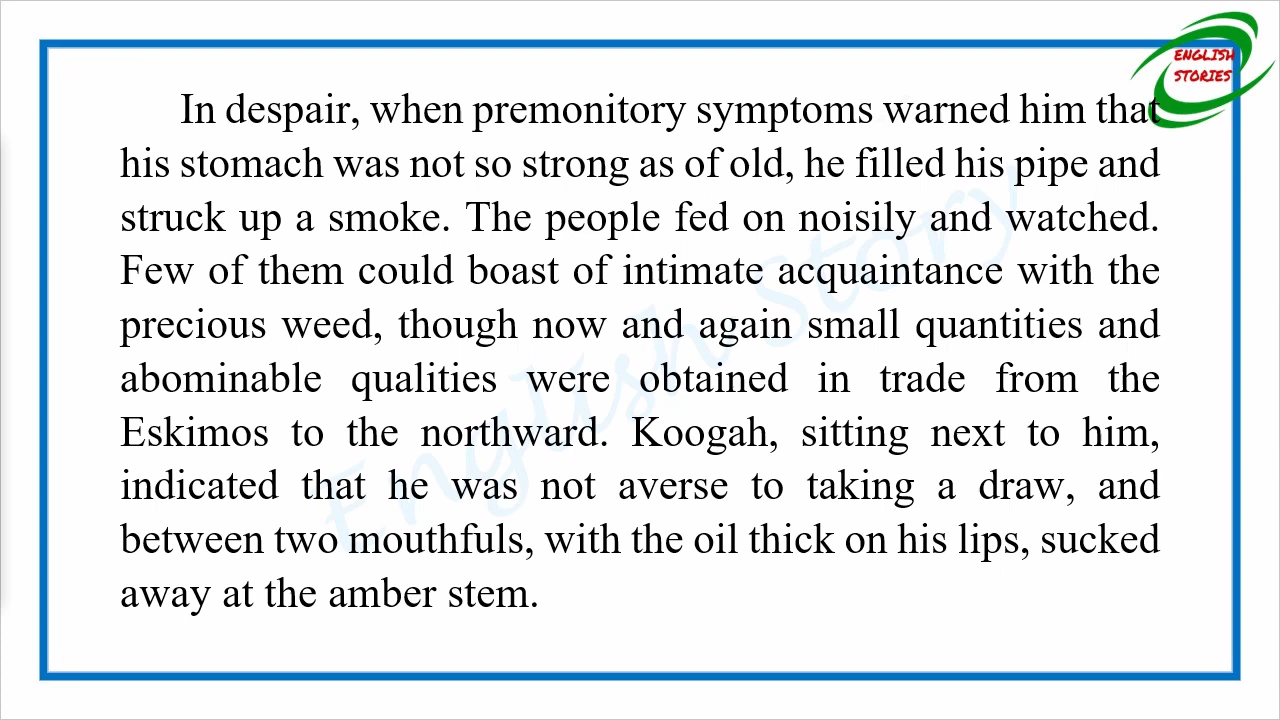 ENGLISH
STORIES
In despair, when premonitory symptoms warned him that
his stomach was not so strong as of old, he filled his pipe and
struck up a smoke. The people fed on noisily and watched.
Few of them could boast of intimate acquaintance with the
precious weed, though now and again small quantities and
abominable qualities were obtained in trade from the
Eskimos to the northward. Koogah, sitting next to him,
indicated that he was not averse to taking a draw, and
between two mouthfuls, with the oil thick on his lips, sucked
away at the amber stem.
English Story